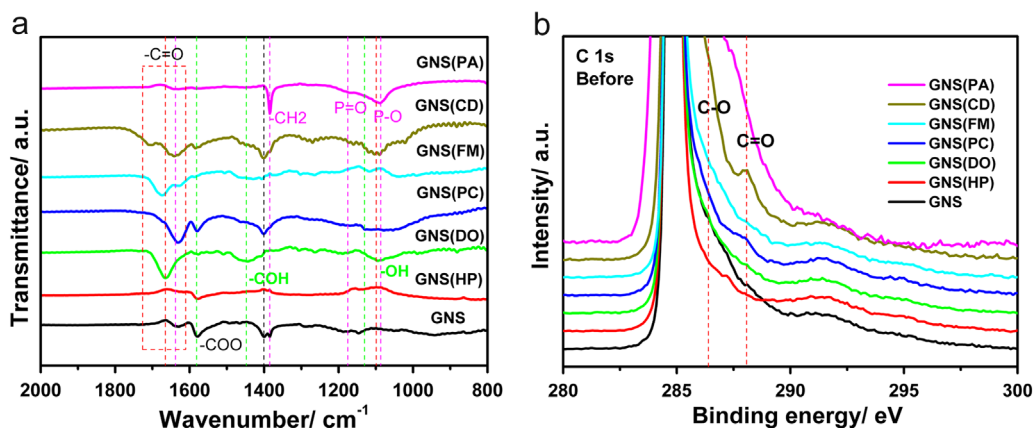 a
-C=O
GNS(PA)
GNS(CD)
-CH2
P=O
P-O
GNS(FM)
GNS(PC)
GNS(DO)
-COH
-OH
GNS(HP)
GNS
-COO
Transmittance/ a.u.
2000 1800 1600 1400 1200 1000 800
Wavenumber/ cm⁻¹
b
C 1s
Before
C-O
C=O
GNS(PA)
GNS(CD)
GNS(FM)
GNS(PC)
GNS(DO)
GNS(HP)
GNS
Intensity/ a.u.
280 285 290 295 300
Binding energy/ eV